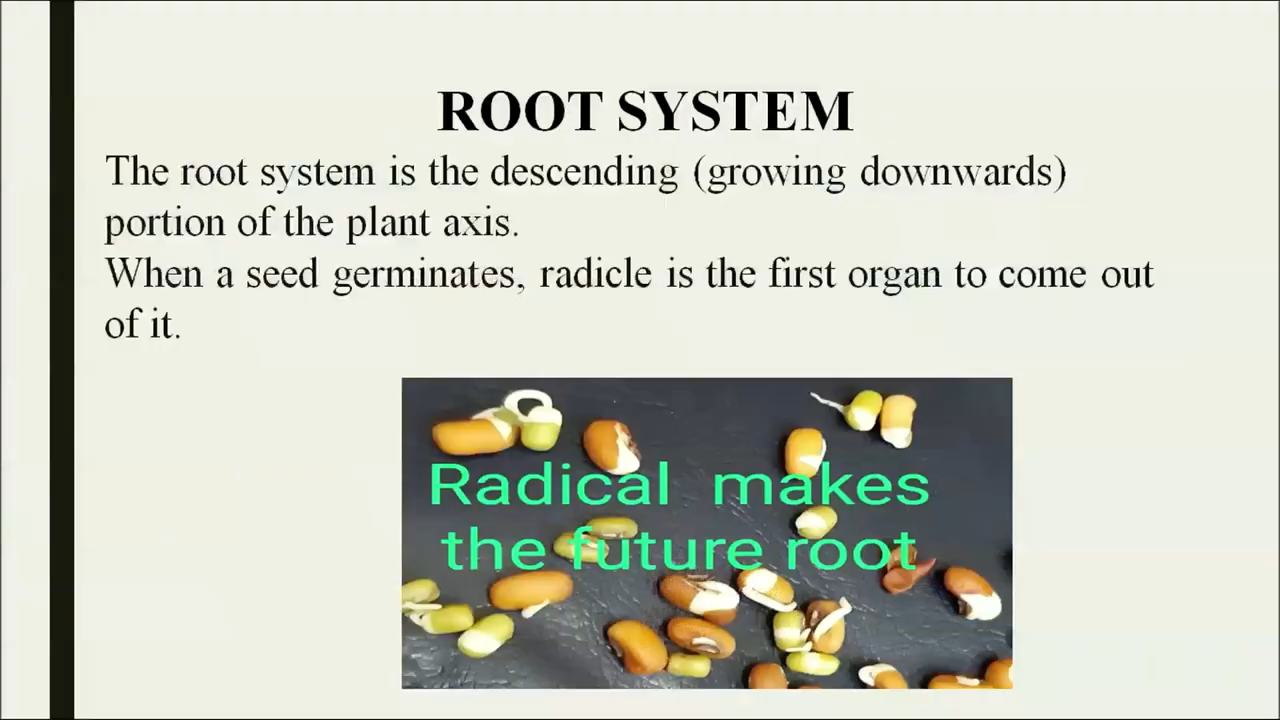 ROOT SYSTEM
The root system is the descending (growing downwards)
portion of the plant axis.
When a seed germinates, radicle is the first organ to come out
of it.
Radical makes
the future root